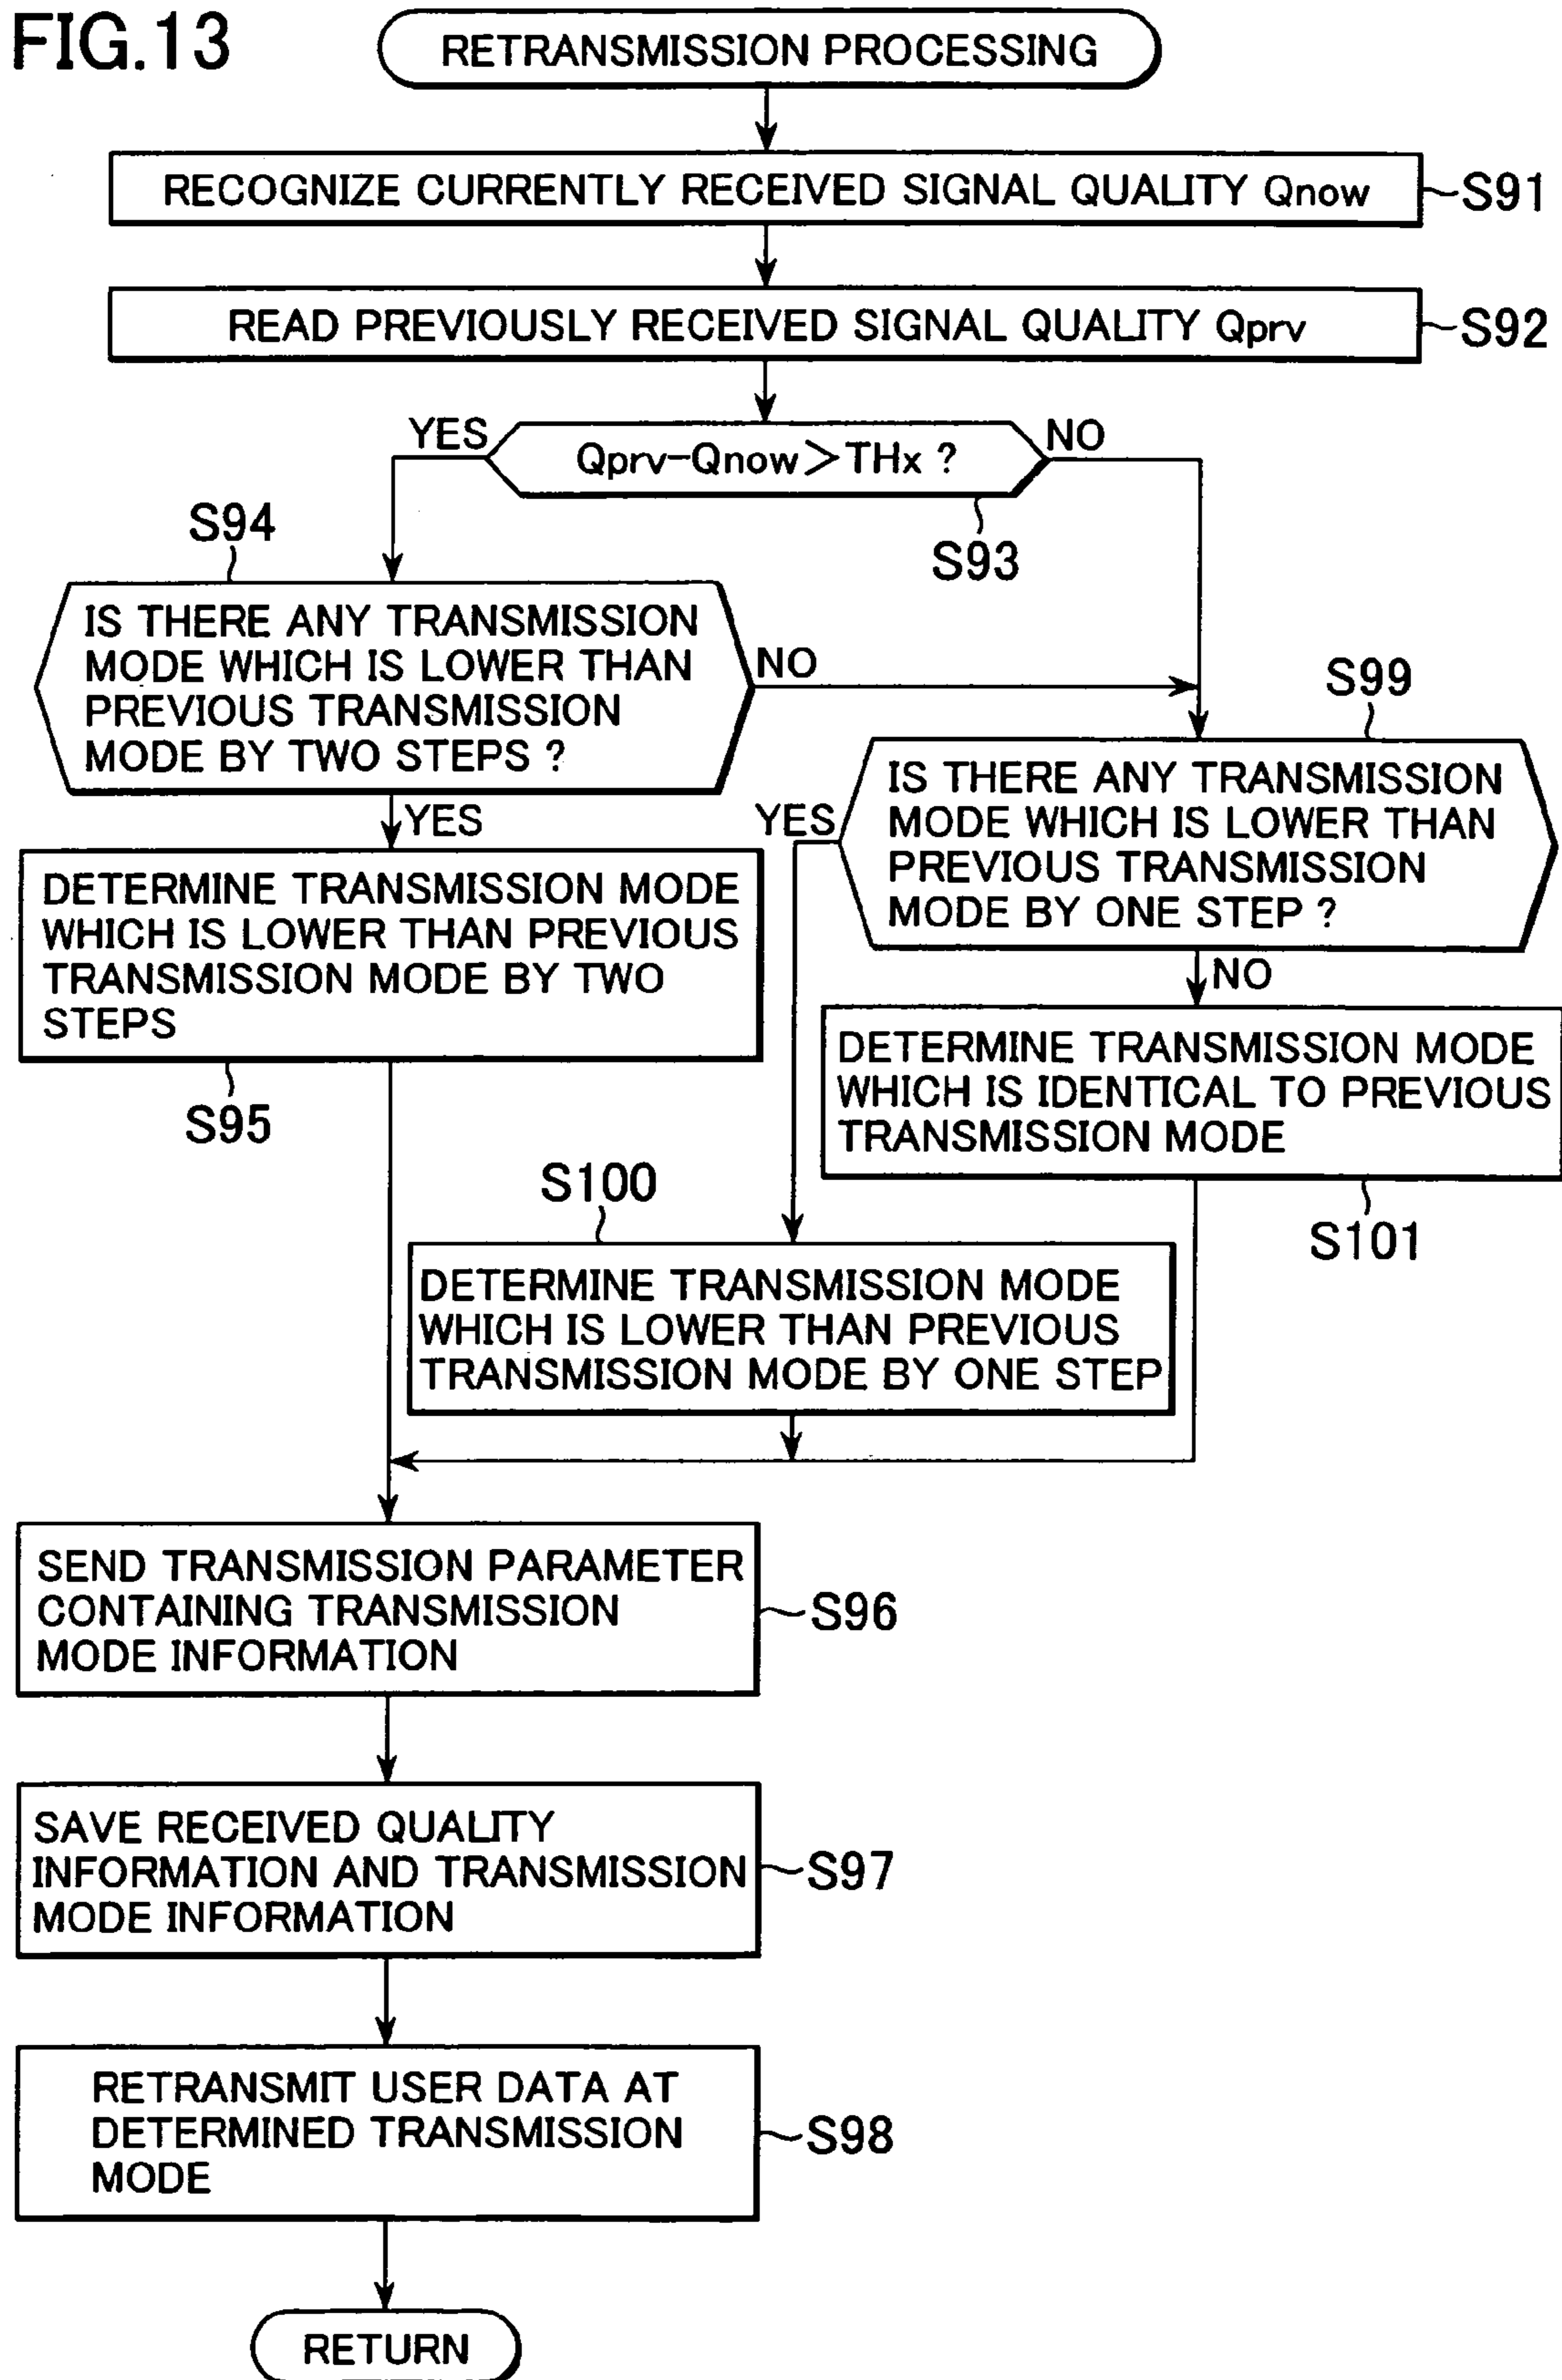 FIG.13
RETRANSMISSION PROCESSING
RECOGNIZE CURRENTLY RECEIVED SIGNAL QUALITY Qnow
S91
READ PREVIOUSLY RECEIVED SIGNAL QUALITY Qprv
S92
YES
Qprv-Qnow>THx ?
NO
S93
S94
IS THERE ANY TRANSMISSION
MODE WHICH IS LOWER THAN
PREVIOUS TRANSMISSION
MODE BY TWO STEPS ?
NO
YES
S99
IS THERE ANY TRANSMISSION
MODE WHICH IS LOWER THAN
PREVIOUS TRANSMISSION
MODE BY ONE STEP ?
YES
NO
DETERMINE TRANSMISSION MODE
WHICH IS LOWER THAN PREVIOUS
TRANSMISSION MODE BY TWO
STEPS
S95
DETERMINE TRANSMISSION MODE
WHICH IS IDENTICAL TO PREVIOUS
TRANSMISSION MODE
S101
S100
DETERMINE TRANSMISSION MODE
WHICH IS LOWER THAN PREVIOUS
TRANSMISSION MODE BY ONE STEP
SEND TRANSMISSION PARAMETER
CONTAINING TRANSMISSION
MODE INFORMATION
S96
SAVE RECEIVED QUALITY
INFORMATION AND TRANSMISSION
MODE INFORMATION
S97
RETRANSMIT USER DATA AT
DETERMINED TRANSMISSION
MODE
S98
RETURN